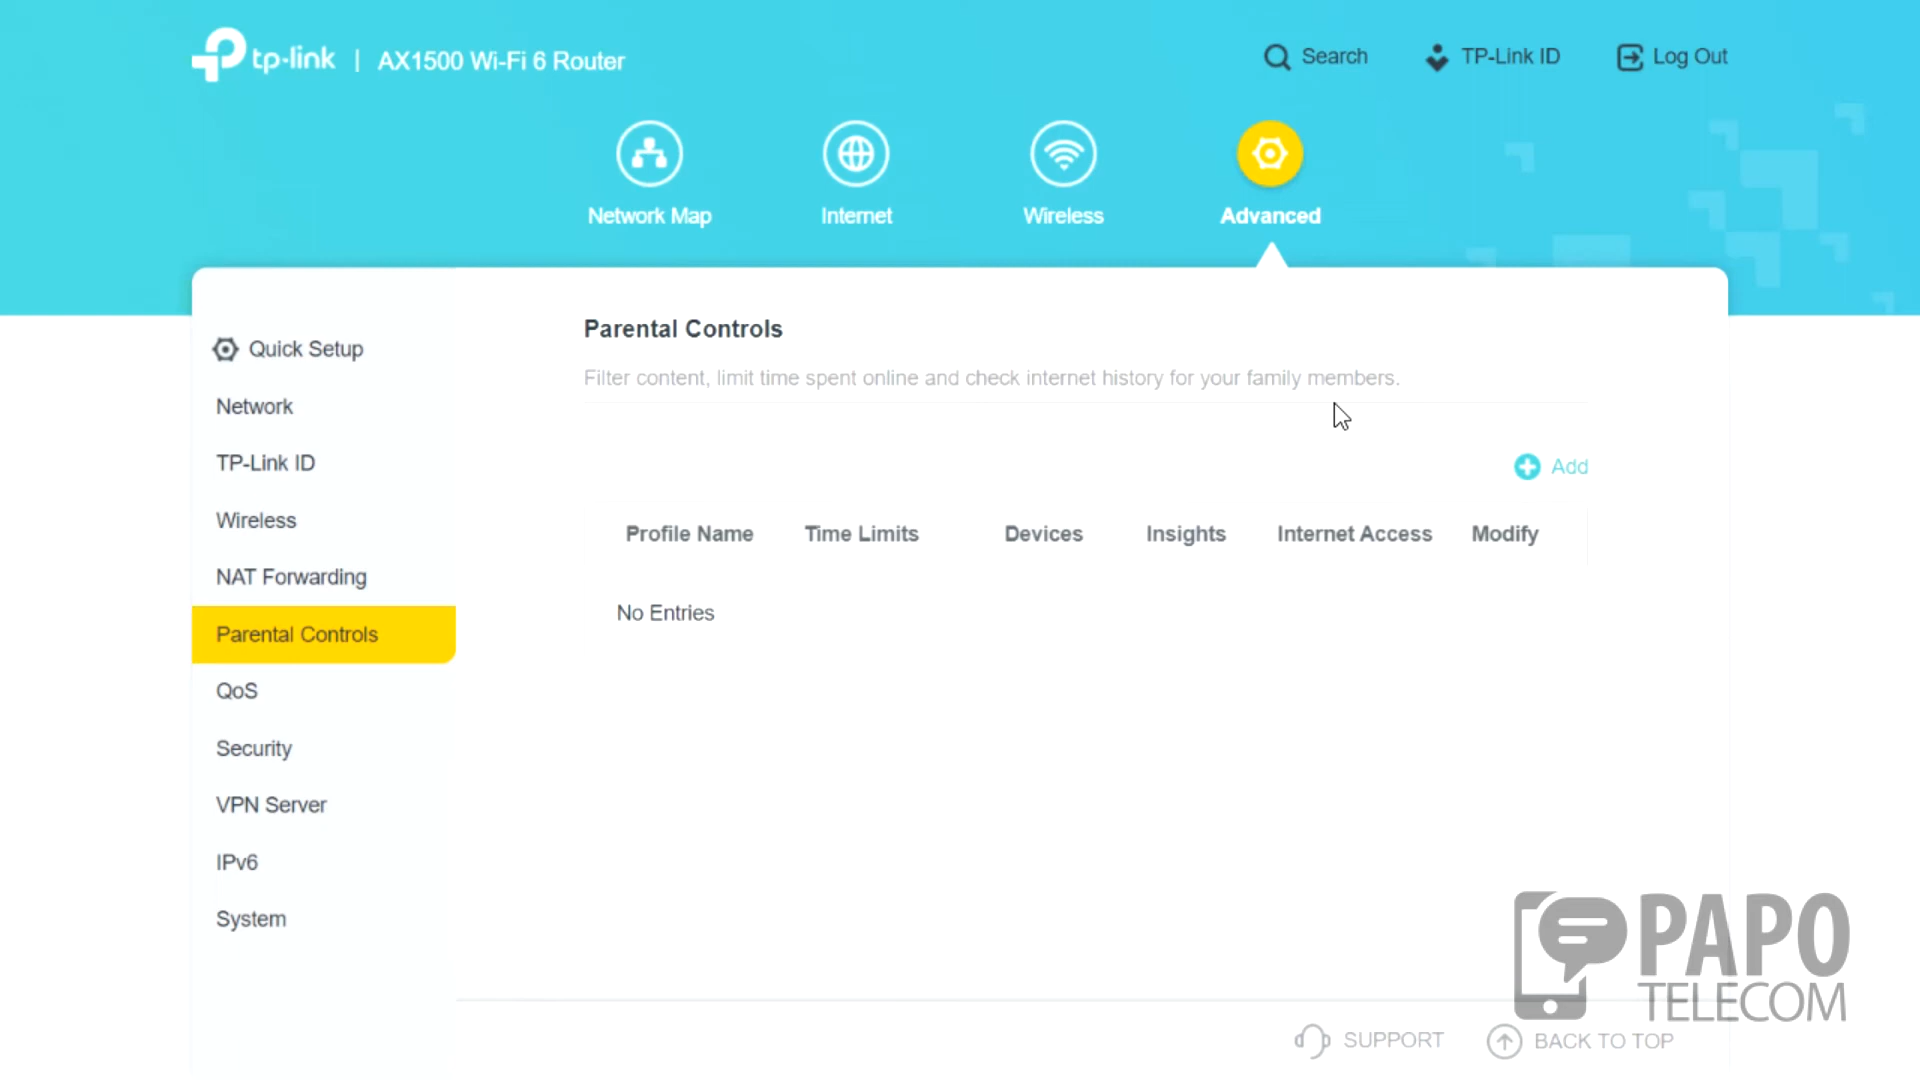 tp-link | AX1500 Wi-Fi 6 Router
Search
TP-Link ID
Log Out
Network Map
Internet
Wireless
Advanced
Quick Setup
Network
TP-Link ID
Wireless
NAT Forwarding
Parental Controls
QoS
Security
VPN Server
IPv6
System
Parental Controls
Filter content, limit time spent online and check internet history for your family members.
Add
Profile Name Time Limits Devices Insights Internet Access Modify
No Entries
PAPO
TELECOM
SUPPORT
BACK TO TOP